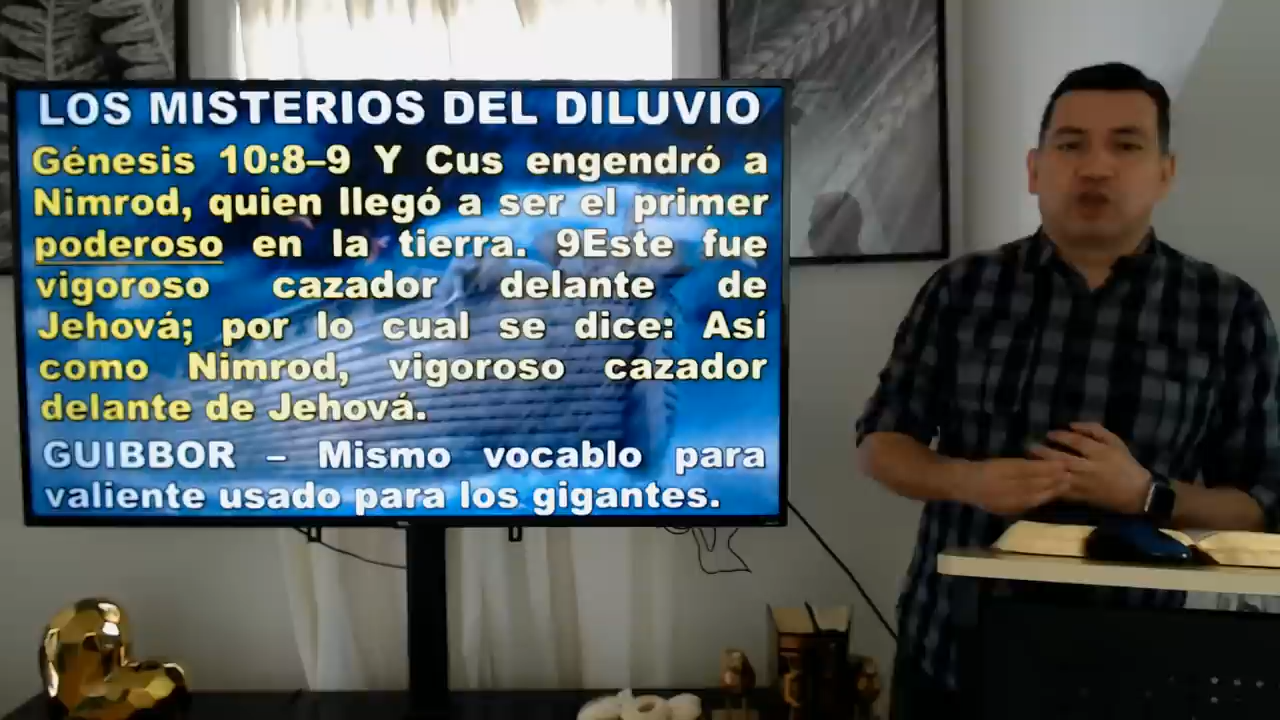 LOS MISTERIOS DEL DILUVIO
Génesis 10:8–9 Y Cus engendró a
Nimrod, quien llegó a ser el primer
poderoso en la tierra. 9Este fue
vigoroso cazador delante de
Jehová; por lo cual se dice: Así
como Nimrod, vigoroso cazador
delante de Jehová.
GUIBBOR – Mismo vocablo para
valiente usado para los gigantes.